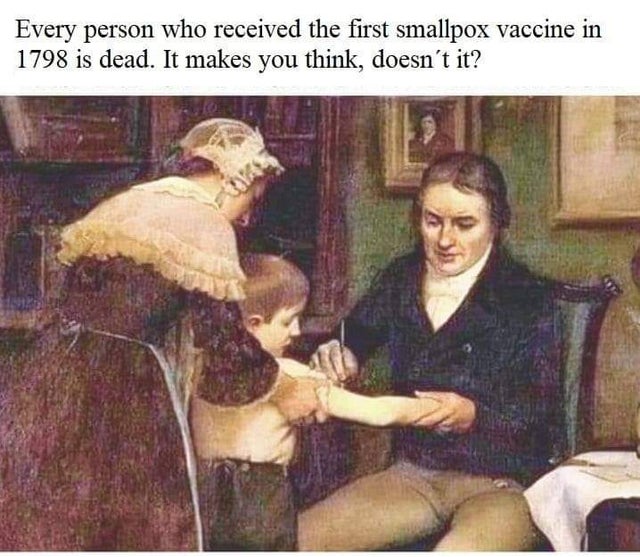 Every person who received the first smallpox vaccine in
1798 is dead. It makes you think, doesn´t it?